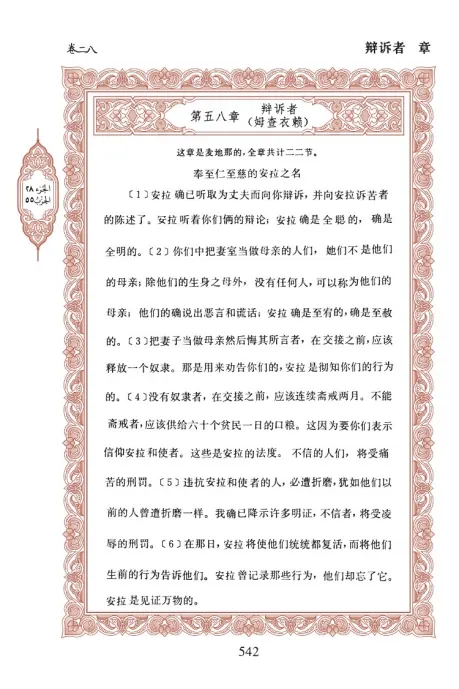 卷二八
辩诉者 章
第五八章 辩诉者
(姆查衣赖)
الجزء ٢٨
الحزب ٥٥
这章是麦地那的,全章共计二二节。
奉至仁至慈的安拉之名
〔1〕安拉确已听取为丈夫而向你辩诉,并向安拉诉苦者
的陈述了。安拉听着你们俩的辩论;安拉确是全聪的,确是
全明的。〔2〕你们中把妻室当做母亲的人们,她们不是他们
的母亲;除他们的生身之母外,没有任何人,可以称为他们的
母亲;他们的确说出恶言和谎话;安拉确是至宥的,确是至赦
的。〔3〕把妻子当做母亲然后悔其所言者,在交接之前,应该
释放一个奴隶。那是用来劝告你们的,安拉是彻知你们的行为
的。〔4〕没有奴隶者,在交接之前,应该连续斋戒两月。不能
斋戒者,应该供给六十个贫民一日的口粮。这因为要你们表示
信仰安拉和使者。这些是安拉的法度。不信的人们,将受痛
苦的刑罚。〔5〕违抗安拉和使者的人,必遭折磨,犹如他们以
前的人曾遭折磨一样。我确已降示许多明证,不信者,将受凌
辱的刑罚。〔6〕在那日,安拉将使他们统统都复活,而将他们
生前的行为告诉他们。安拉曾记录那些行为,他们却忘了它。
安拉是见证万物的。
542